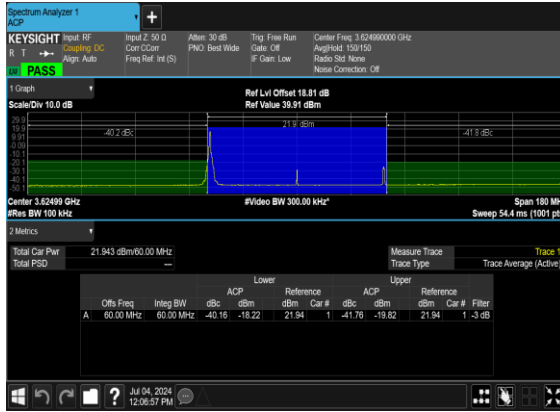 Spectrum Analyzer 1
ACP
+
KEYSIGHT
R T
LXI PASS
Input: RF
Coupling: DC
Align: Auto
Input Z: 50 Ω
Corr CCorr
Freq Ref: Int (S)
Atten: 30 dB
PNO: Best Wide
Trig: Free Run
Gate: Off
IF Gain: Low
Center Freq: 3.624990000 GHz
Avg|Hold: 150/150
Radio Std: None
Noise Correction: Off
1 Graph
Scale/Div 10.0 dB
Ref Lvl Offset 18.81 dB
Ref Value 39.91 dBm
29.9
19.9
9.91
-0.09
-10.1
-20.1
-30.1
-40.1
-50.1
-40.2 dBc
21.9 dBm
-41.8 dBc
Center 3.62499 GHz
#Res BW 100 kHz
#Video BW 300.00 kHz*
Span 180 MH
Sweep 54.4 ms (1001 pt
2 Metrics
Total Car Pwr 21.943 dBm/60.00 MHz
Total PSD —
Measure Trace Trace 1
Trace Type Trace Average (Active)
Lower Upper
ACP Reference ACP Reference
Offs Freq Integ BW dBc dBm dBm Car # dBc dBm dBm Car # Filter
A 60.00 MHz 60.00 MHz -40.16 -18.22 21.94 1 -41.76 -19.82 21.94 1 -3 dB
?
Jul 04, 2024
12:06:57 PM